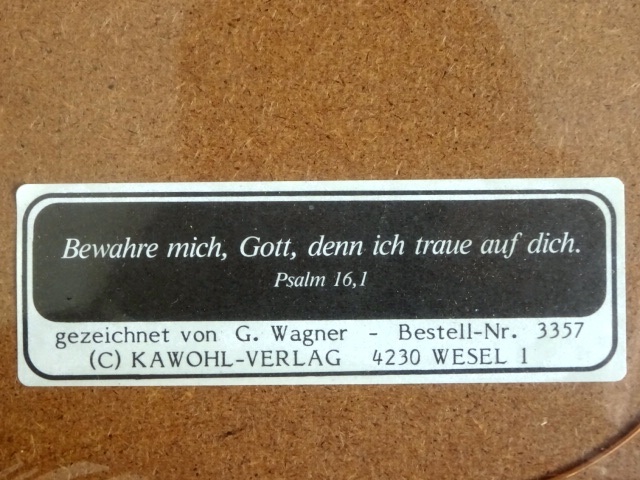 Bewahre mich, Gott, denn ich traue auf dich.
Psalm 16,1
gezeichnet von G. Wagner - Bestell-Nr. 3357
(C) KAWOHL-VERLAG 4230 WESEL 1